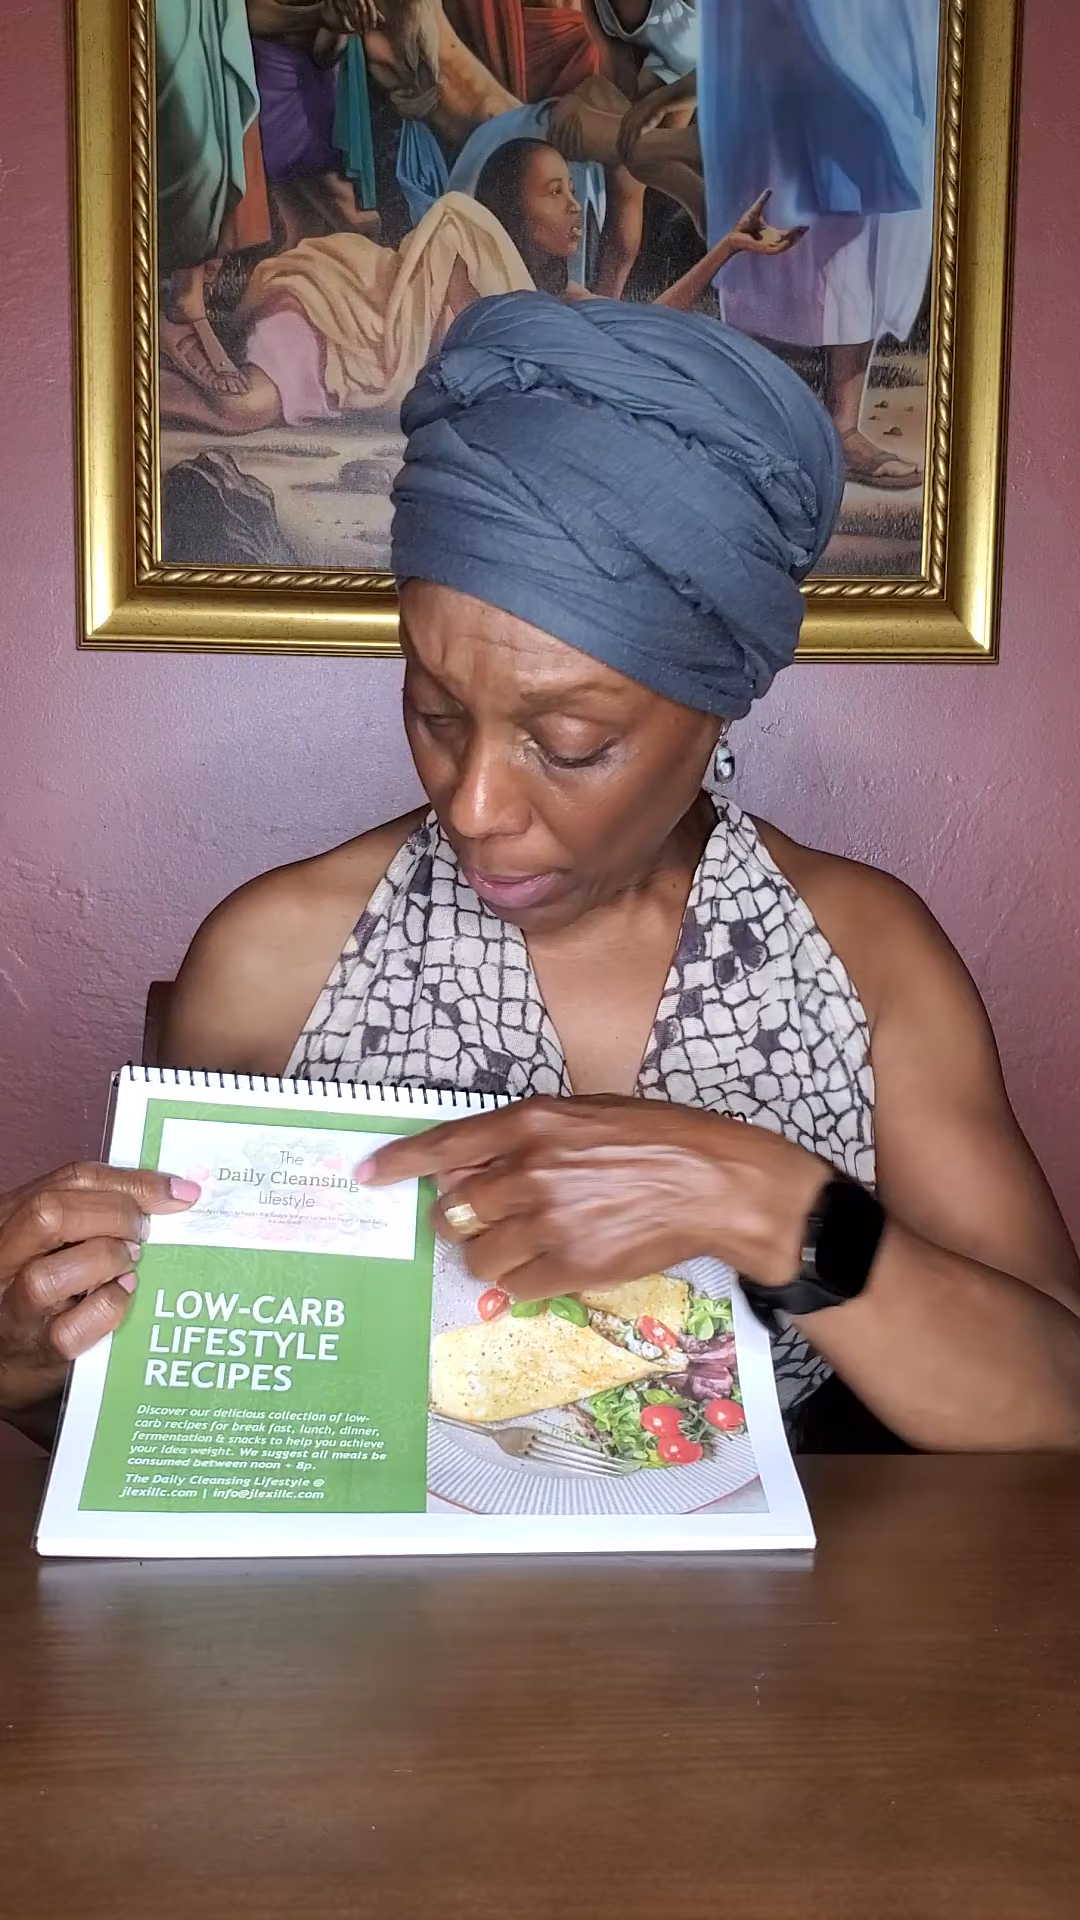 The
Daily Cleansing
Lifestyle
LOW-CARB
LIFESTYLE
RECIPES
Discover our delicious collection of low-
carb recipes for break fast, lunch, dinner,
fermentation & snacks to help you achieve
your idea weight. We suggest all meals be
consumed between noon + 8p.
The Daily Cleansing Lifestyle @
jlexillc.com | info@jlexillc.com